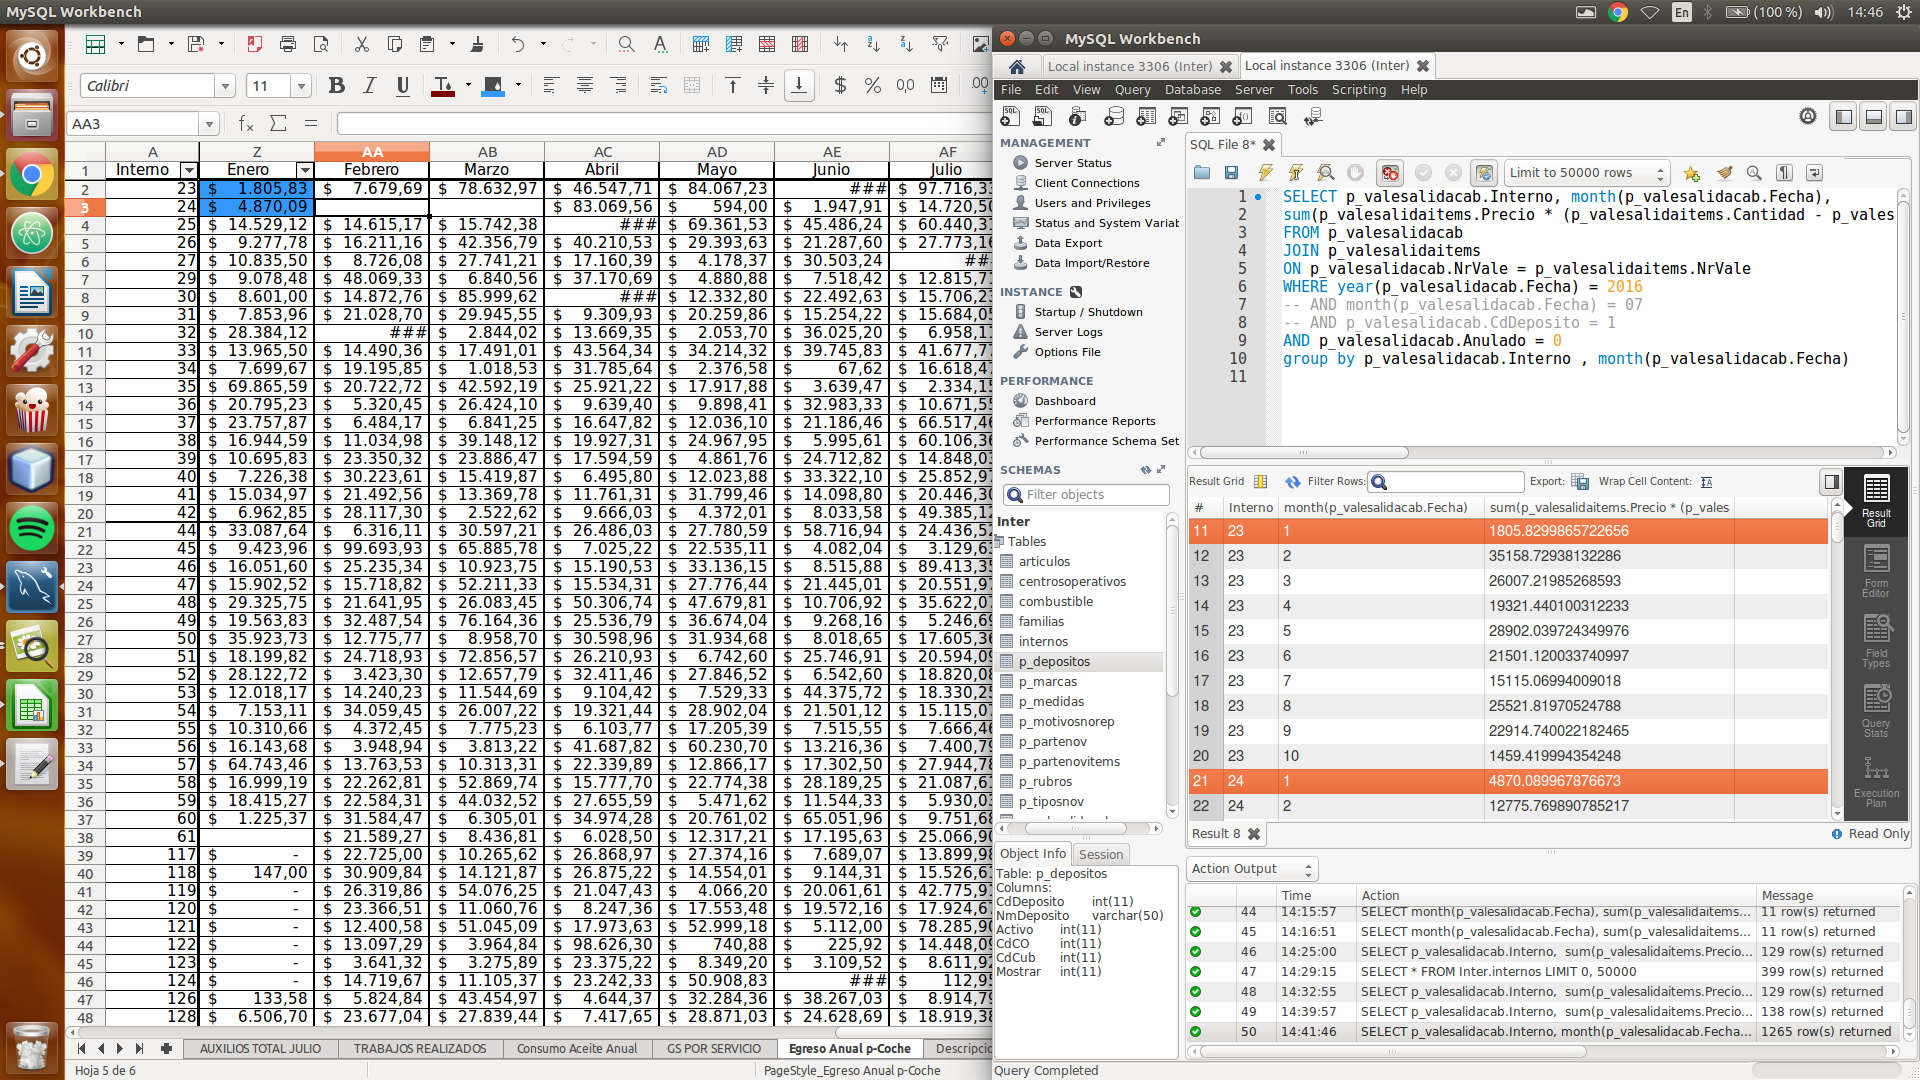 MySQL Workbench
En
(100 %)
14:46
Calibri
11
AA3
A Z AA AB AC AD AE AF
1 Interno Enero Febrero Marzo Abril Mayo Junio Julio
2 23 $ 1.805,83 $ 7.679,69 $ 78.632,97 $ 46.547,71 $ 84.067,23 ### $ 97.716,33
3 24 $ 4.870,09 $ 83.069,56 $ 594,00 $ 1.947,91 $ 14.720,50
4 25 $ 14.529,12 $ 14.615,17 $ 15.742,38 ### $ 69.361,53 $ 45.486,24 $ 60.440,3
5 26 $ 9.277,78 $ 16.211,16 $ 42.356,79 $ 40.210,53 $ 29.393,63 $ 21.287,60 $ 27.773,16
6 27 $ 10.835,50 $ 8.726,08 $ 27.741,21 $ 17.160,39 $ 4.178,37 $ 30.503,24 ##
7 29 $ 9.078,48 $ 48.069,33 $ 6.840,56 $ 37.170,69 $ 4.880,88 $ 7.518,42 $ 12.815,7
8 30 $ 8.601,00 $ 14.872,76 $ 85.999,62 ### $ 12.332,80 $ 22.492,63 $ 15.706,2
9 31 $ 7.853,96 $ 21.028,70 $ 29.945,55 $ 9.309,93 $ 20.259,86 $ 15.254,22 $ 15.684,0
10 32 $ 28.384,12 ### $ 2.844,02 $ 13.669,35 $ 2.053,70 $ 36.025,20 $ 6.958,1
11 33 $ 13.965,50 $ 14.490,36 $ 17.491,01 $ 43.564,34 $ 34.214,32 $ 39.745,83 $ 41.677,7
12 34 $ 7.699,67 $ 19.195,85 $ 1.018,53 $ 31.785,64 $ 2.376,58 $ 67,62 $ 16.618,4
13 35 $ 69.865,59 $ 20.722,72 $ 42.592,19 $ 25.921,22 $ 17.917,88 $ 3.639,47 $ 2.334,1
14 36 $ 20.795,23 $ 5.320,45 $ 26.424,10 $ 9.639,40 $ 9.898,41 $ 32.983,33 $ 10.671,5
15 37 $ 23.757,87 $ 6.484,17 $ 6.841,25 $ 16.647,82 $ 12.036,10 $ 21.186,46 $ 66.517,4
16 38 $ 16.944,59 $ 11.034,98 $ 39.148,12 $ 19.927,31 $ 24.967,95 $ 5.995,61 $ 60.106,3
17 39 $ 10.695,83 $ 23.350,32 $ 23.886,47 $ 17.594,59 $ 4.861,76 $ 24.712,82 $ 14.848,0
18 40 $ 7.226,38 $ 30.223,61 $ 15.419,87 $ 6.495,80 $ 12.023,88 $ 33.322,10 $ 25.852,9
19 41 $ 15.034,97 $ 21.492,56 $ 13.369,78 $ 11.761,31 $ 31.799,46 $ 14.098,80 $ 20.446,3
20 42 $ 6.962,85 $ 28.117,30 $ 2.522,62 $ 9.666,03 $ 4.372,01 $ 8.033,58 $ 49.385,1
21 44 $ 33.087,64 $ 6.316,11 $ 30.597,21 $ 26.486,03 $ 27.780,59 $ 58.716,94 $ 24.436,5
22 45 $ 9.423,96 $ 99.693,93 $ 65.885,78 $ 7.025,22 $ 22.535,11 $ 4.082,04 $ 3.129,6
23 46 $ 16.051,60 $ 25.235,34 $ 10.923,75 $ 15.190,53 $ 33.136,15 $ 8.515,88 $ 89.413,3
24 47 $ 15.902,52 $ 15.718,82 $ 52.211,33 $ 15.534,31 $ 27.776,44 $ 21.445,01 $ 20.551,9
25 48 $ 29.325,75 $ 21.641,95 $ 26.083,45 $ 50.306,74 $ 47.679,81 $ 10.706,92 $ 35.622,0
26 49 $ 19.563,83 $ 32.487,54 $ 76.164,36 $ 25.536,79 $ 36.674,04 $ 9.268,16 $ 5.246,6
27 50 $ 35.923,73 $ 12.775,77 $ 8.958,70 $ 30.598,96 $ 31.934,68 $ 8.018,65 $ 17.605,3
28 51 $ 18.199,82 $ 24.718,93 $ 72.856,57 $ 26.210,93 $ 6.742,60 $ 25.746,91 $ 20.594,0
29 52 $ 28.122,72 $ 3.423,30 $ 12.657,79 $ 32.411,46 $ 27.846,52 $ 6.542,60 $ 18.820,0
30 53 $ 12.018,17 $ 14.240,23 $ 11.544,69 $ 9.104,42 $ 7.529,33 $ 44.375,72 $ 18.330,2
31 54 $ 7.153,11 $ 34.059,45 $ 26.007,22 $ 19.321,44 $ 28.902,04 $ 21.501,12 $ 15.115,0
32 55 $ 10.310,66 $ 4.372,45 $ 7.775,23 $ 6.103,77 $ 17.205,39 $ 7.515,55 $ 7.666,4
33 56 $ 16.143,68 $ 3.948,94 $ 3.813,22 $ 41.687,82 $ 60.230,70 $ 13.216,36 $ 7.400,7
34 57 $ 64.743,46 $ 13.763,53 $ 10.313,31 $ 22.339,89 $ 12.866,17 $ 17.302,50 $ 27.944,7
35 58 $ 16.999,19 $ 22.262,81 $ 52.869,74 $ 15.777,70 $ 22.774,38 $ 28.189,25 $ 21.087,6
36 59 $ 18.415,27 $ 22.584,31 $ 44.032,52 $ 27.655,59 $ 5.471,62 $ 11.544,33 $ 5.930,0
37 60 $ 1.225,37 $ 31.584,47 $ 6.305,01 $ 34.974,28 $ 20.761,02 $ 65.051,96 $ 9.751,6
38 61 $ 21.589,27 $ 8.436,81 $ 6.028,50 $ 12.317,21 $ 17.195,63 $ 25.066,9
39 117 $ - $ 22.725,00 $ 10.265,62 $ 26.868,97 $ 27.374,16 $ 7.689,07 $ 13.899,9
40 118 $ 147,00 $ 30.909,84 $ 14.121,87 $ 26.875,22 $ 14.554,01 $ 9.144,31 $ 15.526,6
41 119 $ - $ 26.319,86 $ 54.076,25 $ 21.047,43 $ 4.066,20 $ 20.061,61 $ 42.775,9
42 120 $ - $ 23.366,51 $ 11.060,76 $ 8.247,36 $ 17.553,48 $ 19.572,16 $ 17.924,6
43 121 $ - $ 12.400,58 $ 51.045,09 $ 17.973,63 $ 52.999,18 $ 5.112,00 $ 78.285,9
44 122 $ - $ 13.097,29 $ 3.964,84 $ 98.626,30 $ 740,88 $ 225,92 $ 14.448,0
45 123 $ - $ 3.641,32 $ 3.275,89 $ 23.375,22 $ 8.349,20 $ 3.109,52 $ 8.611,9
46 124 $ - $ 14.719,67 $ 11.105,37 $ 23.242,33 $ 50.908,83 ### $ 112,9
47 126 $ 133,58 $ 5.824,84 $ 43.454,97 $ 4.644,37 $ 32.284,36 $ 38.267,03 $ 8.914,7
48 128 $ 6.506,70 $ 23.677,04 $ 27.839,44 $ 7.417,65 $ 28.871,03 $ 24.628,69 $ 18.919,3
AUXILIOS TOTAL JULIO TRABAJOS REALIZADOS Consumo Aceite Anual GS POR SERVICIO Egreso Anual p-Coche Descripcio
Hoja 5 de 6 PageStyle_Egreso Anual p-Coche
MySQL Workbench
Local instance 3306 (Inter) Local instance 3306 (Inter)
File Edit View Query Database Server Tools Scripting Help
MANAGEMENT
Server Status
Client Connections
Users and Privileges
Status and System Variab
Data Export
Data Import/Restore
INSTANCE
Startup / Shutdown
Server Logs
Options File
PERFORMANCE
Dashboard
Performance Reports
Performance Schema Set
SCHEMAS
Filter objects
Inter
Tables
articulos
centrosoperativos
combustible
familias
internos
p_depositos
p_marcas
p_medidas
p_motivosnorep
p_partenov
p_partenovitems
p_rubros
p_tiposnov
Object Info Session
Table: p_depositos
Columns:
CdDeposito int(11)
NmDeposito varchar(50)
Activo int(11)
CdCO int(11)
CdCub int(11)
Mostrar int(11)
SQL File 8*
Limit to 50000 rows
1 SELECT p_valesalidacab.Interno, month(p_valesalidacab.Fecha),
2 sum(p_valesalidaitems.Precio * (p_valesalidaitems.Cantidad - p_vales
3 FROM p_valesalidacab
4 JOIN p_valesalidaitems
5 ON p_valesalidacab.NrVale = p_valesalidaitems.NrVale
6 WHERE year(p_valesalidacab.Fecha) = 2016
7 -- AND month(p_valesalidacab.Fecha) = 07
8 -- AND p_valesalidacab.CdDeposito = 1
9 AND p_valesalidacab.Anulado = 0
10 group by p_valesalidacab.Interno , month(p_valesalidacab.Fecha)
11
Result Grid Filter Rows: Export: Wrap Cell Content:
# Interno month(p_valesalidacab.Fecha) sum(p_valesalidaitems.Precio * (p_vales
11 23 1 1805.8299865722656
12 23 2 35158.72938132286
13 23 3 26007.21985268593
14 23 4 19321.440100312233
15 23 5 28902.039724349976
16 23 6 21501.120033740997
17 23 7 15115.06994009018
18 23 8 25521.81970524788
19 23 9 22914.740022182465
20 23 10 1459.419994354248
21 24 1 4870.089967876673
22 24 2 12775.769890785217
Result Grid
Form Editor
Field Types
Query Stats
Execution Plan
Result 8 Read Only
Action Output
Time Action Message
44 14:15:57 SELECT month(p_valesalidacab.Fecha), sum(p_valesalidaitems... 11 row(s) returned
45 14:16:51 SELECT month(p_valesalidacab.Fecha), sum(p_valesalidaitems... 11 row(s) returned
46 14:25:00 SELECT p_valesalidacab.Interno, sum(p_valesalidaitems.Precio... 129 row(s) returned
47 14:29:15 SELECT * FROM Inter.internos LIMIT 0, 50000 399 row(s) returned
48 14:32:55 SELECT p_valesalidacab.Interno, sum(p_valesalidaitems.Precio... 129 row(s) returned
49 14:39:57 SELECT p_valesalidacab.Interno, sum(p_valesalidaitems.Precio... 138 row(s) returned
50 14:41:46 SELECT p_valesalidacab.Interno, month(p_valesalidacab.Fecha... 1265 row(s) returned
Query Completed